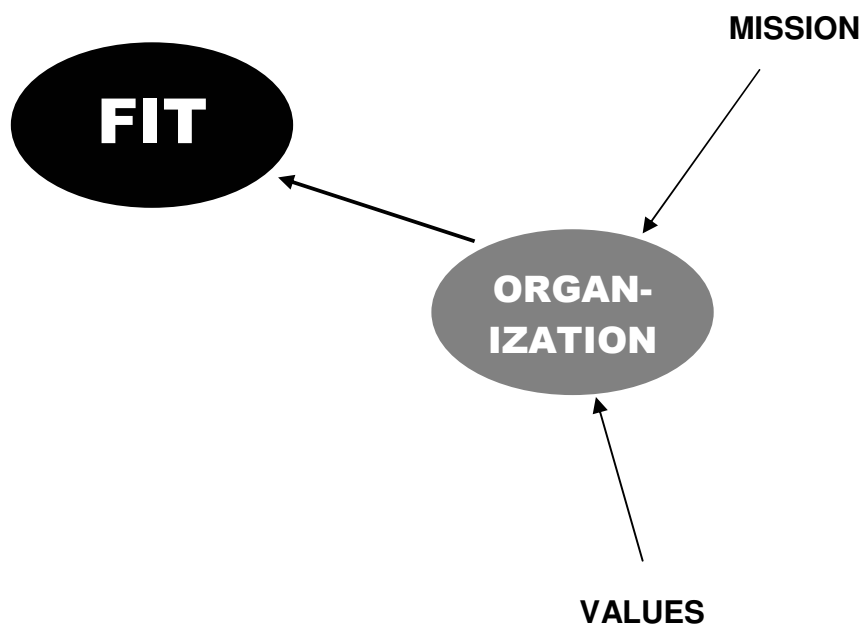 MISSION
FIT
ORGAN-
IZATION
VALUES